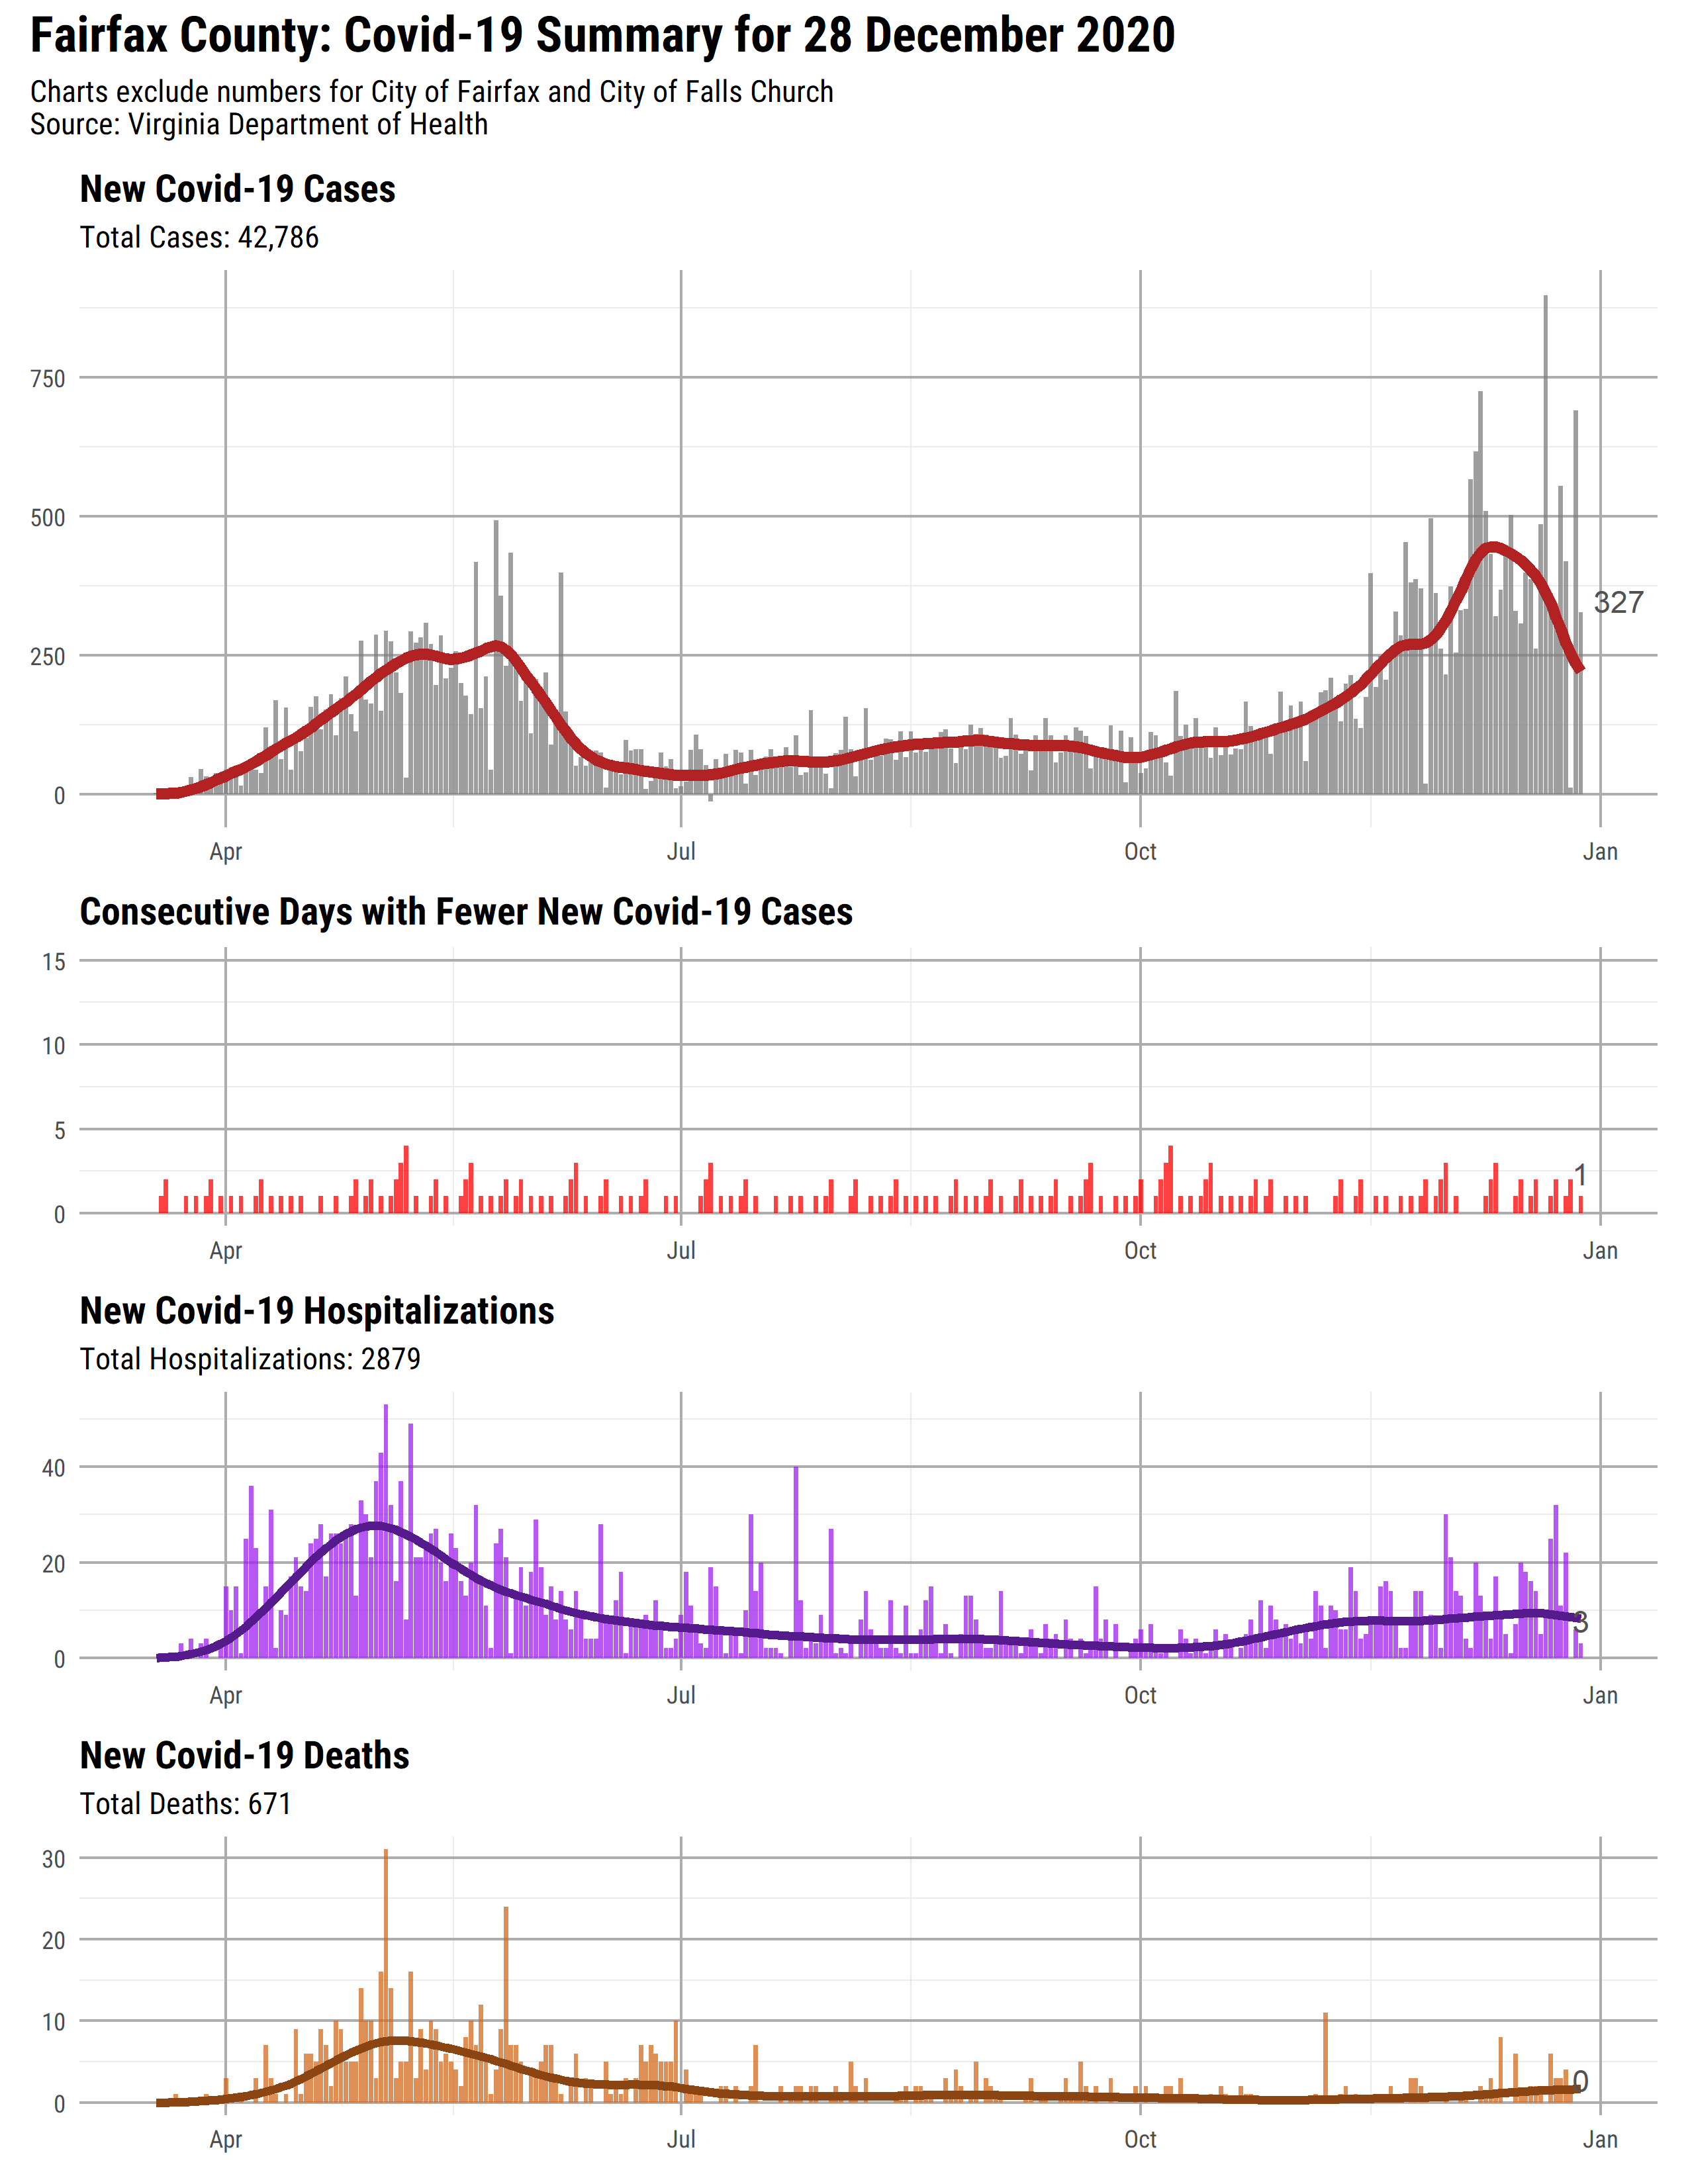 Fairfax County: Covid-19 Summary for 28 December 2020
Charts exclude numbers for City of Fairfax and City of Falls Church
Source: Virginia Department of Health
New Covid-19 Cases
Total Cases: 42,786
750
500
250
0
327
Apr Jul Oct Jan
Consecutive Days with Fewer New Covid-19 Cases
15
10
5
0
1
Apr Jul Oct Jan
New Covid-19 Hospitalizations
Total Hospitalizations: 2879
40
20
0
3
Apr Jul Oct Jan
New Covid-19 Deaths
Total Deaths: 671
30
20
10
0
0
Apr Jul Oct Jan